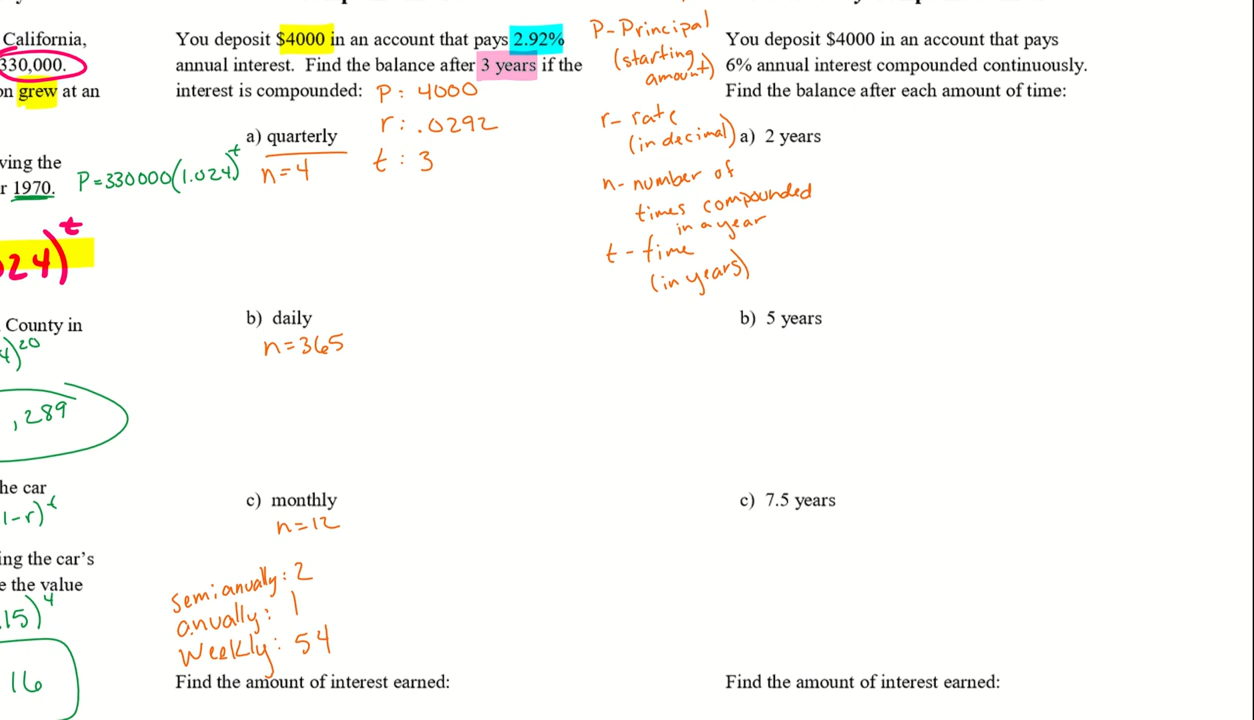 California,
330,000.
on grew at an
ving the
r 1970.
P=330000(1.024)^t
24)^t
County in
4)^20
,289
he car
1-r)^t
ing the car's
e the value
.15)^4
16
You deposit $4000 in an account that pays 2.92%
annual interest. Find the balance after 3 years if the
interest is compounded:
P: 4000
r: .0292
t: 3
a) quarterly
n=4
b) daily
n=365
c) monthly
n=12
Semianually: 2
anually: 1
Weekly: 54
Find the amount of interest earned:
P-Principal
(starting
amount)
r- rate
(in decimal)
n- number of
times compounded
in a year
t- time
(in years)
You deposit $4000 in an account that pays
6% annual interest compounded continuously.
Find the balance after each amount of time:
a) 2 years
b) 5 years
c) 7.5 years
Find the amount of interest earned: